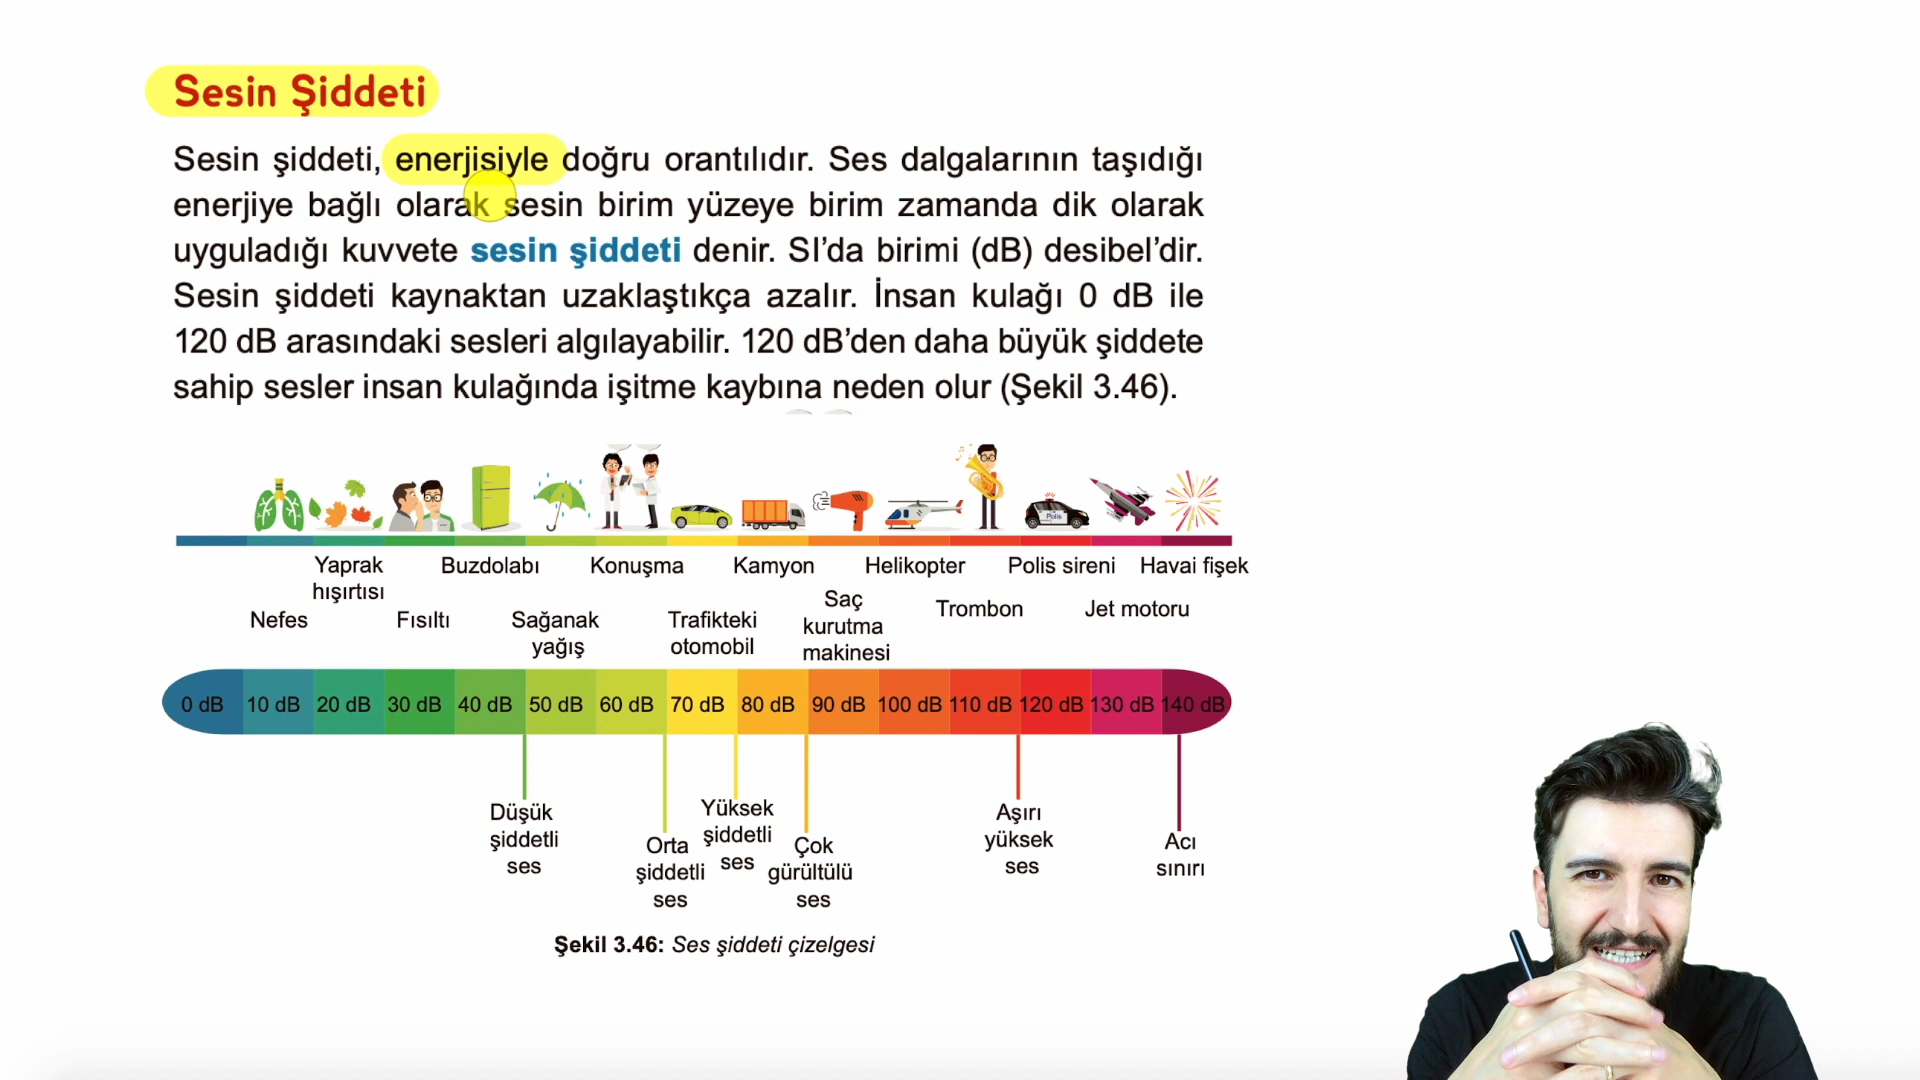 Sesin Şiddeti
Sesin şiddeti, enerjisiyle doğru orantılıdır. Ses dalgalarının taşıdığı
enerjiye bağlı olarak sesin birim yüzeye birim zamanda dik olarak
uyguladığı kuvvete sesin şiddeti denir. SI’da birimi (dB) desibel’dir.
Sesin şiddeti kaynaktan uzaklaştıkça azalır. İnsan kulağı 0 dB ile
120 dB arasındaki sesleri algılayabilir. 120 dB’den daha büyük şiddete
sahip sesler insan kulağında işitme kaybına neden olur (Şekil 3.46).
Polis
Nefes
Yaprak
hışırtısı
Fısıltı
Buzdolabı
Sağanak
yağış
Konuşma
Trafikteki
otomobil
Kamyon
Saç
kurutma
makinesi
Helikopter
Trombon
Polis sireni
Jet motoru
Havai fişek
0 dB 10 dB 20 dB 30 dB 40 dB 50 dB 60 dB 70 dB 80 dB 90 dB 100 dB 110 dB 120 dB 130 dB 140 dB
Düşük
şiddetli
ses
Orta
şiddetli
ses
Yüksek
şiddetli
ses
Çok
gürültülü
ses
Aşırı
yüksek
ses
Acı
sınırı
Şekil 3.46: Ses şiddeti çizelgesi